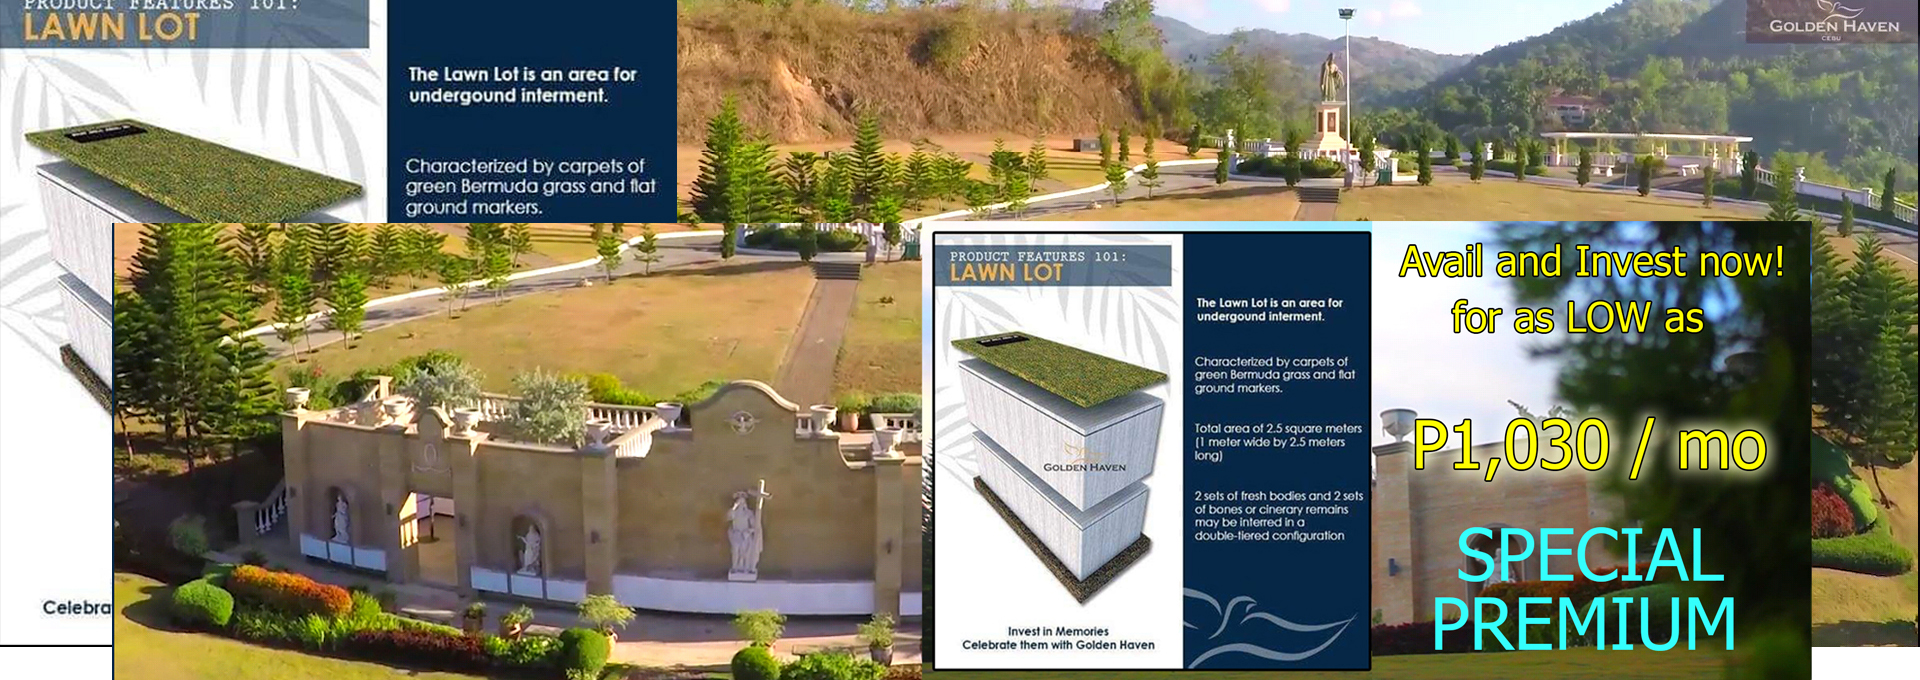 PRODUCT FEATURES 101:
LAWN LOT
The Lawn Lot is an area for
undergound interment.
Characterized by carpets of
green Bermuda grass and flat
ground markers.
Celebra
GOLDEN HAVEN
CEBU
PRODUCT FEATURES 101:
LAWN LOT
GOLDEN HAVEN
Invest in Memories
Celebrate them with Golden Haven
The Lawn Lot is an area for
undergound interment.
Characterized by carpets of
green Bermuda grass and flat
ground markers.
Total area of 2.5 square meters
(1 meter wide by 2.5 meters
long)
2 sets of fresh bodies and 2 sets
of bones or cinerary remains
may be interred in a
double-tiered configuration
Avail and Invest now!
for as LOW as
P1,030 / mo
SPECIAL
PREMIUM